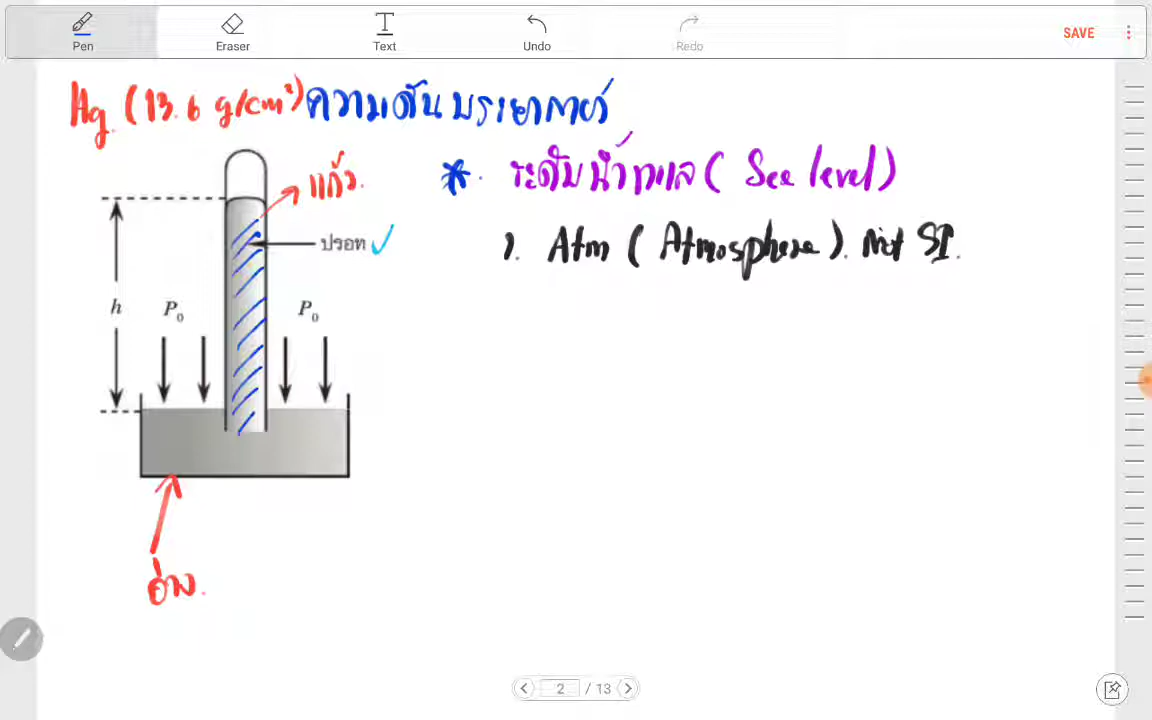 Pen Eraser Text Undo Redo SAVE
Hg (13.6 g/cm³) ความดันบรรยากาศ
แก้ว.
* ระดับน้ำทะเล (Sea level)
ปรอท
1. Atm (Atmosphere). Not SI.
h P₀ P₀
อ่าง.
2 / 13